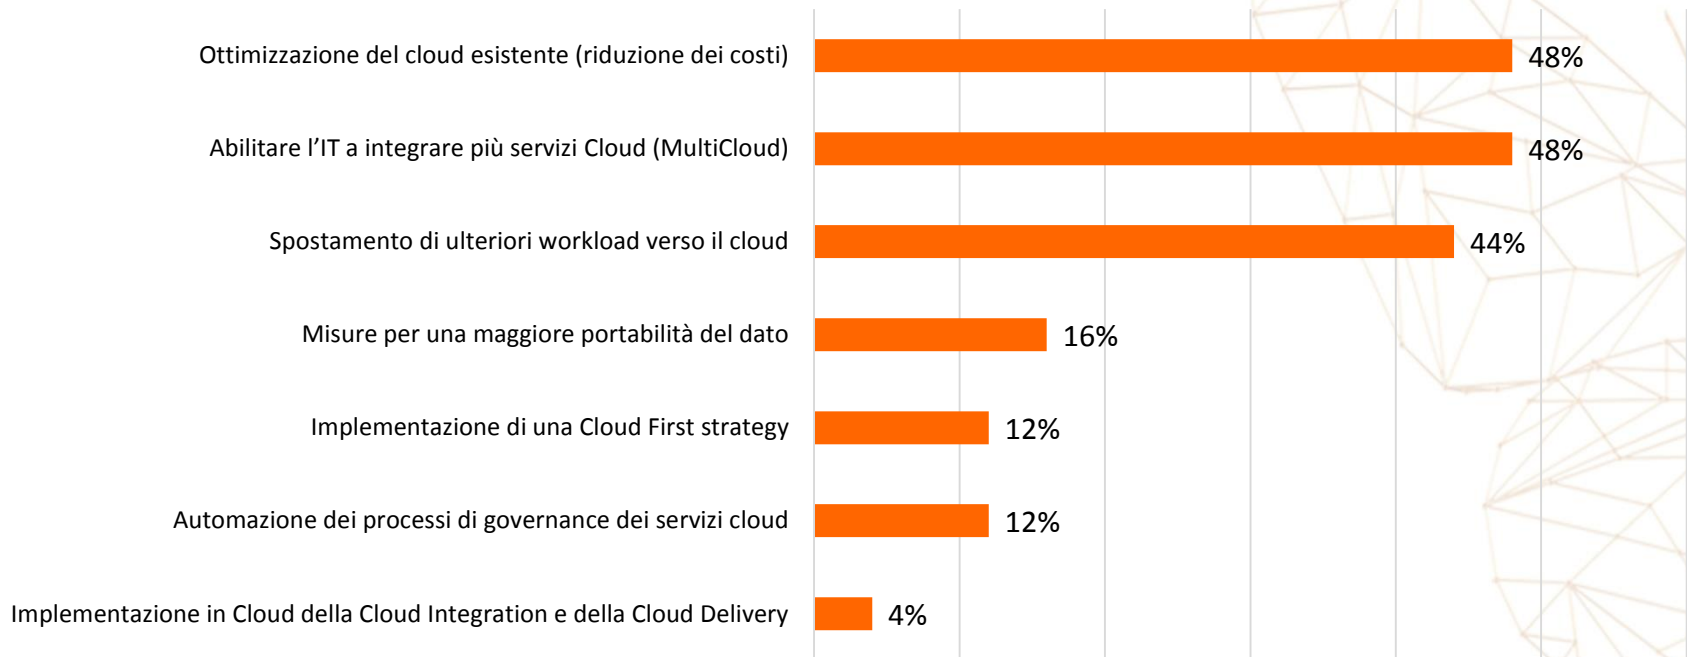 Ottimizzazione del cloud esistente (riduzione dei costi) 48%
Abilitare l’IT a integrare più servizi Cloud (MultiCloud) 48%
Spostamento di ulteriori workload verso il cloud 44%
Misure per una maggiore portabilità del dato 16%
Implementazione di una Cloud First strategy 12%
Automazione dei processi di governance dei servizi cloud 12%
Implementazione in Cloud della Cloud Integration e della Cloud Delivery 4%